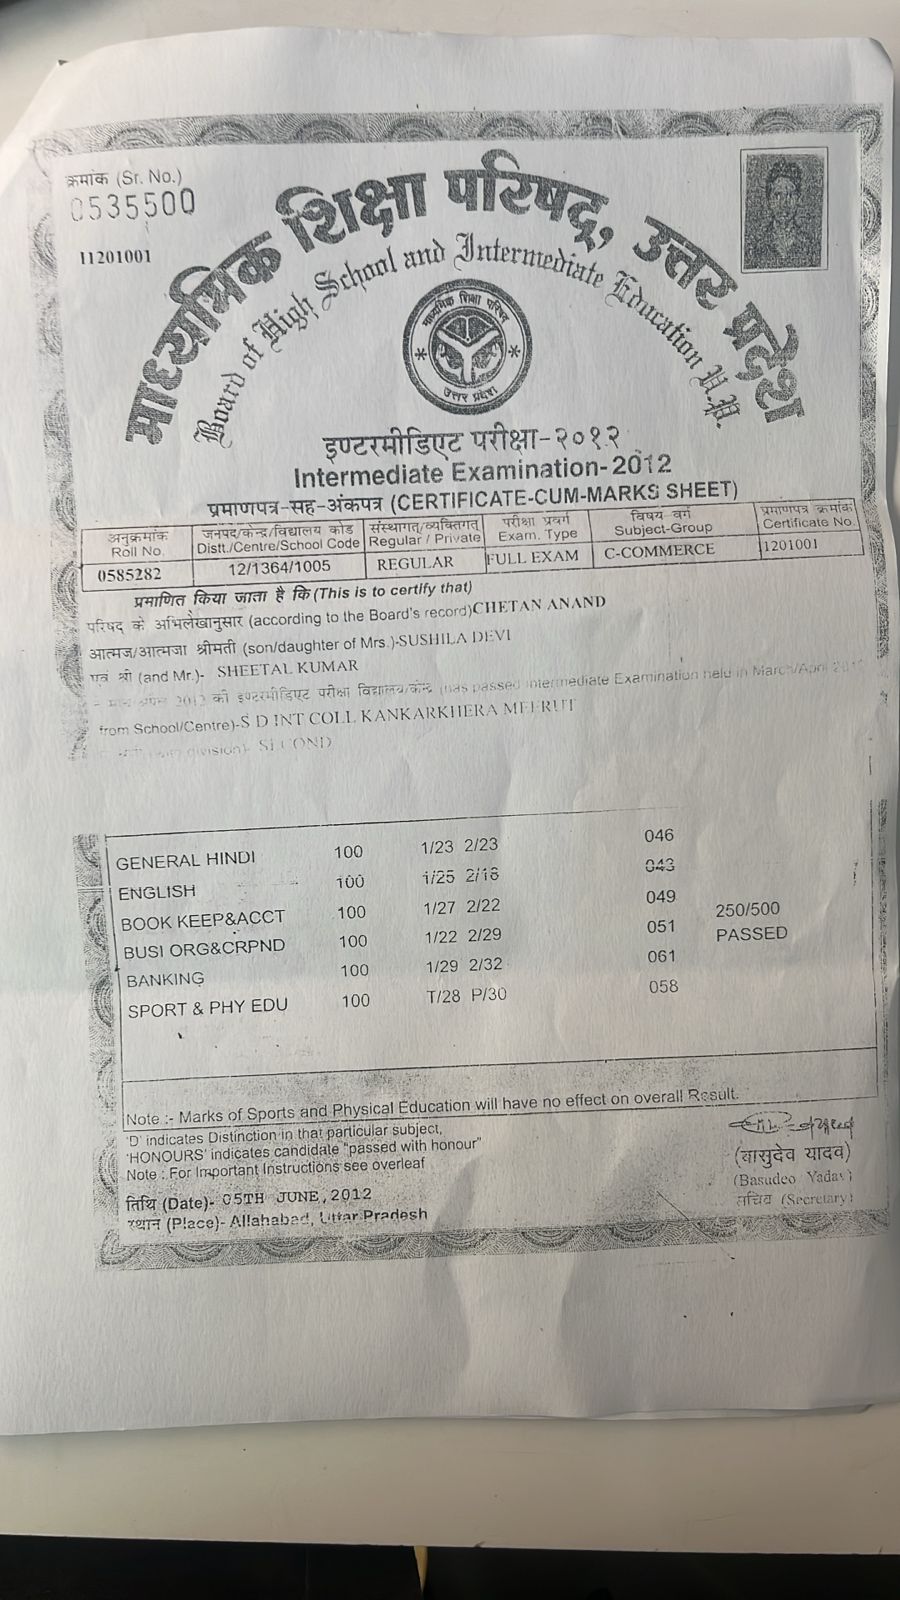 क्रमांक (Sr. No.)
0535500
11201001
माध्यमिक शिक्षा परिषद्, उत्तर प्रदेश
Board of High School and Intermediate Education U.P.
माध्यमिक शिक्षा परिषद
उत्तर प्रदेश
इण्टरमीडिएट परीक्षा-२०१२
Intermediate Examination-2012
प्रमाणपत्र-सह-अंकपत्र (CERTIFICATE-CUM-MARKS SHEET)
अनुक्रमांक जनपद/केन्द्र/विद्यालय कोड संस्थागत/व्यक्तिगत परीक्षा प्रवर्ग विषय वर्ग प्रमाणपत्र क्रमांक
Roll No. Distt./Centre/School Code Regular / Private Exam. Type Subject-Group Certificate No.
0585282 12/1364/1005 REGULAR FULL EXAM C-COMMERCE 1201001
प्रमाणित किया जाता है कि (This is to certify that)
परिषद के अभिलेखानुसार (according to the Board's record) CHETAN ANAND
आत्मज/आत्मजा श्रीमती (son/daughter of Mrs.)-SUSHILA DEVI
एवं श्री (and Mr.)- SHEETAL KUMAR
2012 की इण्टरमीडिएट परीक्षा विद्यालय/केन्द्र (has passed Intermediate Examination held in March/April
from School/Centre)-S D INT COLL KANKARKHERA MEERUT
division)- SECOND
GENERAL HINDI 100 1/23 2/23 046
ENGLISH 100 1/25 2/18 043
BOOK KEEP&ACCT 100 1/27 2/22 049 250/500
BUSI ORG&CRPND 100 1/22 2/29 051 PASSED
BANKING 100 1/29 2/32 061
SPORT & PHY EDU 100 T/28 P/30 058
Note :- Marks of Sports and Physical Education will have no effect on overall Result.
'D' indicates Distinction in that particular subject,
'HONOURS' indicates candidate "passed with honour"
Note : For Important Instructions see overleaf
(बासुदेव यादव)
(Basudeo Yadav)
सचिव (Secretary)
तिथि (Date)- 05TH JUNE, 2012
स्थान (Place)- Allahabad, Uttar Pradesh